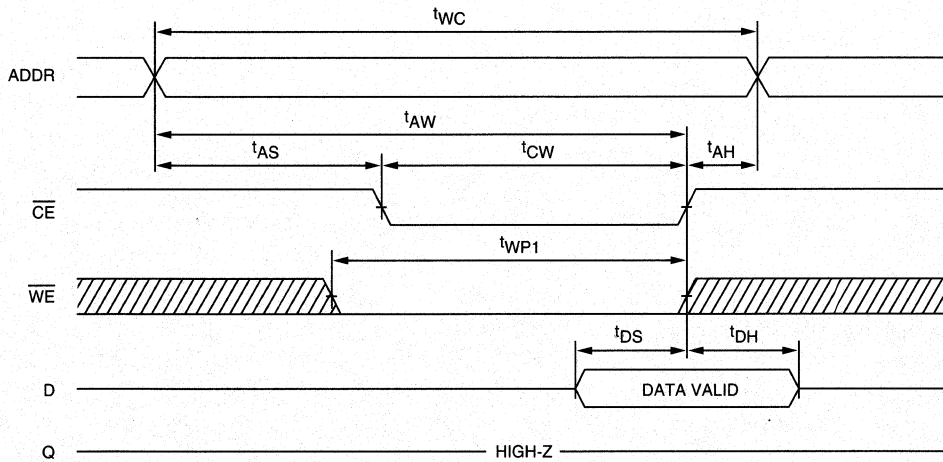 tWC
ADDR
tAW
tAS tCW tAH
CE
tWP1
WE
tDS tDH
D DATA VALID
Q HIGH-Z